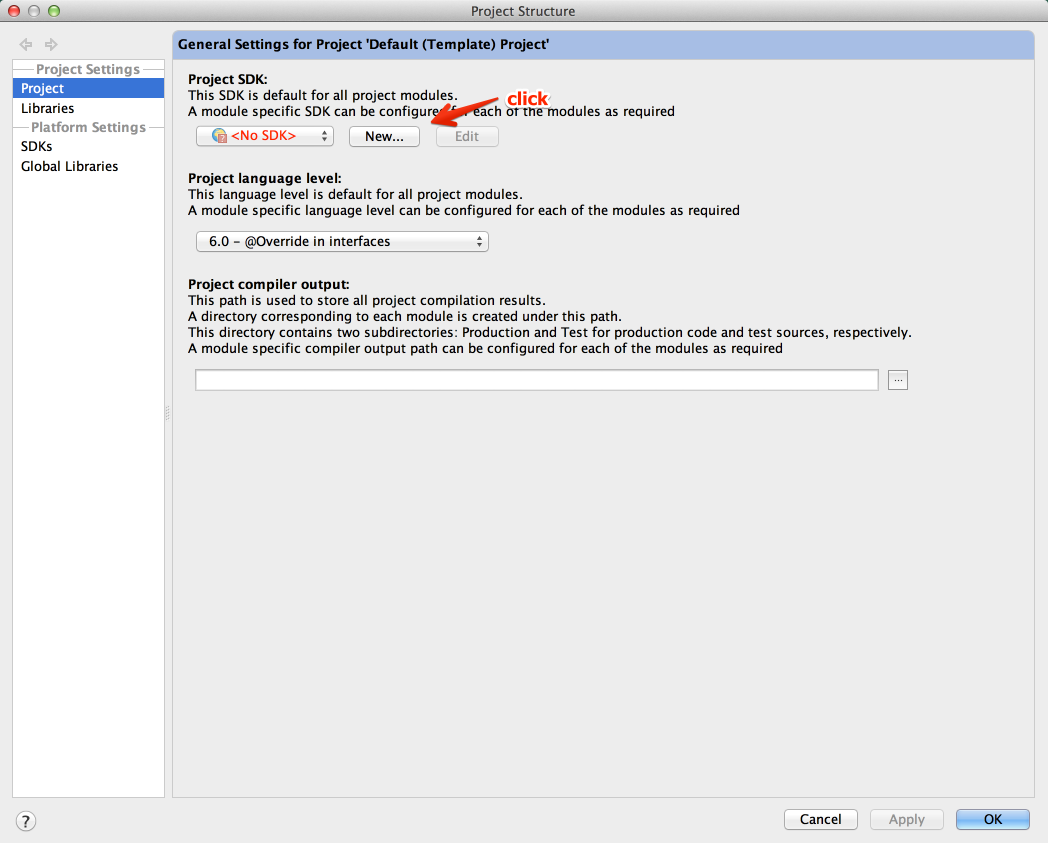 Project Structure
Project Settings
Project
Libraries
Platform Settings
SDKs
Global Libraries
General Settings for Project 'Default (Template) Project'
Project SDK:
This SDK is default for all project modules.
click
A module specific SDK can be configured for each of the modules as required
<No SDK>
New...
Edit
Project language level:
This language level is default for all project modules.
A module specific language level can be configured for each of the modules as required
6.0 – @Override in interfaces
Project compiler output:
This path is used to store all project compilation results.
A directory corresponding to each module is created under this path.
This directory contains two subdirectories: Production and Test for production code and test sources, respectively.
A module specific compiler output path can be configured for each of the modules as required
...
?
Cancel
Apply
OK